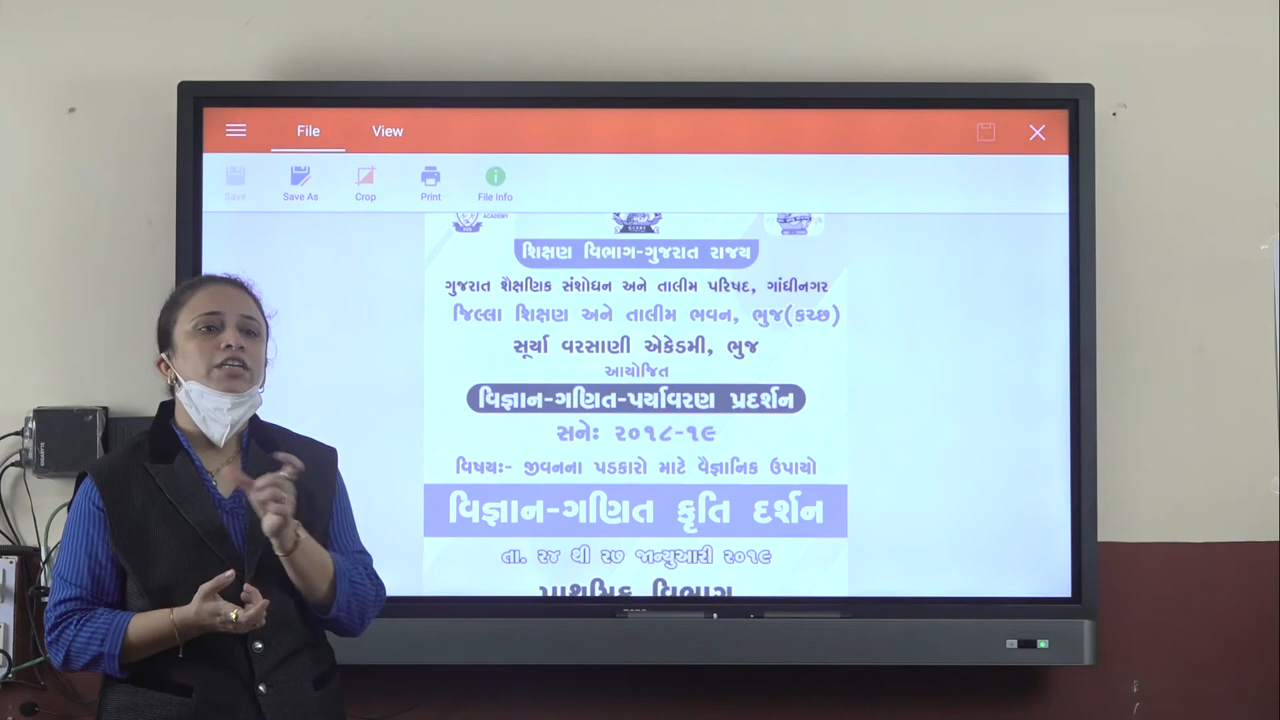 File View
Save Save As Crop Print File Info
ACADEMY
શિક્ષણ વિભાગ-ગુજરાત રાજ્ય
ગુજરાત શૈક્ષણિક સંશોધન અને તાલીમ પરિષદ, ગાંધીનગર
જિલ્લા શિક્ષણ અને તાલીમ ભવન, ભુજ(કચ્છ)
સૂર્યા વરસાણી એકેડમી, ભુજ
આયોજિત
વિજ્ઞાન-ગણિત-પર્યાવરણ પ્રદર્શન
સનેઃ ૨૦૧૮-૧૯
વિષયઃ- જીવનના પડકારો માટે વૈજ્ઞાનિક ઉપાયો
વિજ્ઞાન-ગણિત કૃતિ દર્શન
તા. ૨૪ થી ૨૭ જાન્યુઆરી ૨૦૧૯
પ્રાથમિક વિભાગ